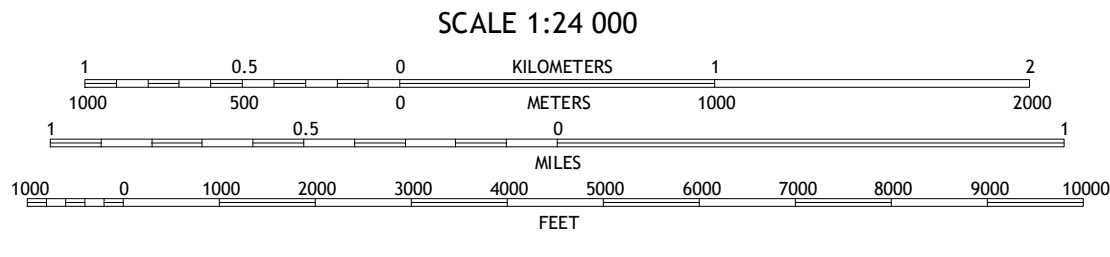 SCALE 1:24 000
1 0.5 0 KILOMETERS 1 2
1000 500 0 METERS 1000 2000
1 0.5 0 1
MILES
1000 0 1000 2000 3000 4000 5000 6000 7000 8000 9000 10000
FEET